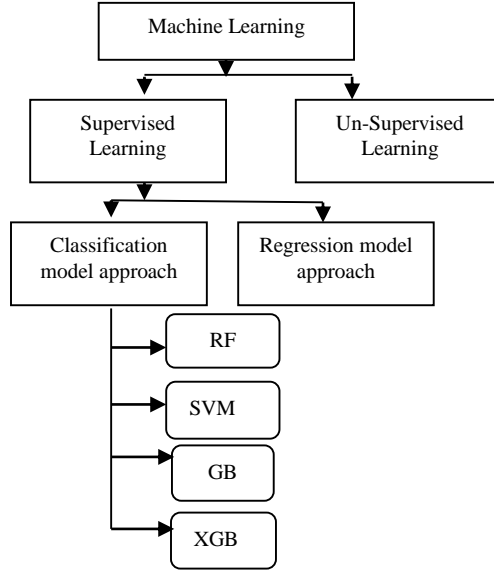 Machine Learning
Supervised
Learning
Un-Supervised
Learning
Classification
model approach
Regression model
approach
RF
SVM
GB
XGB